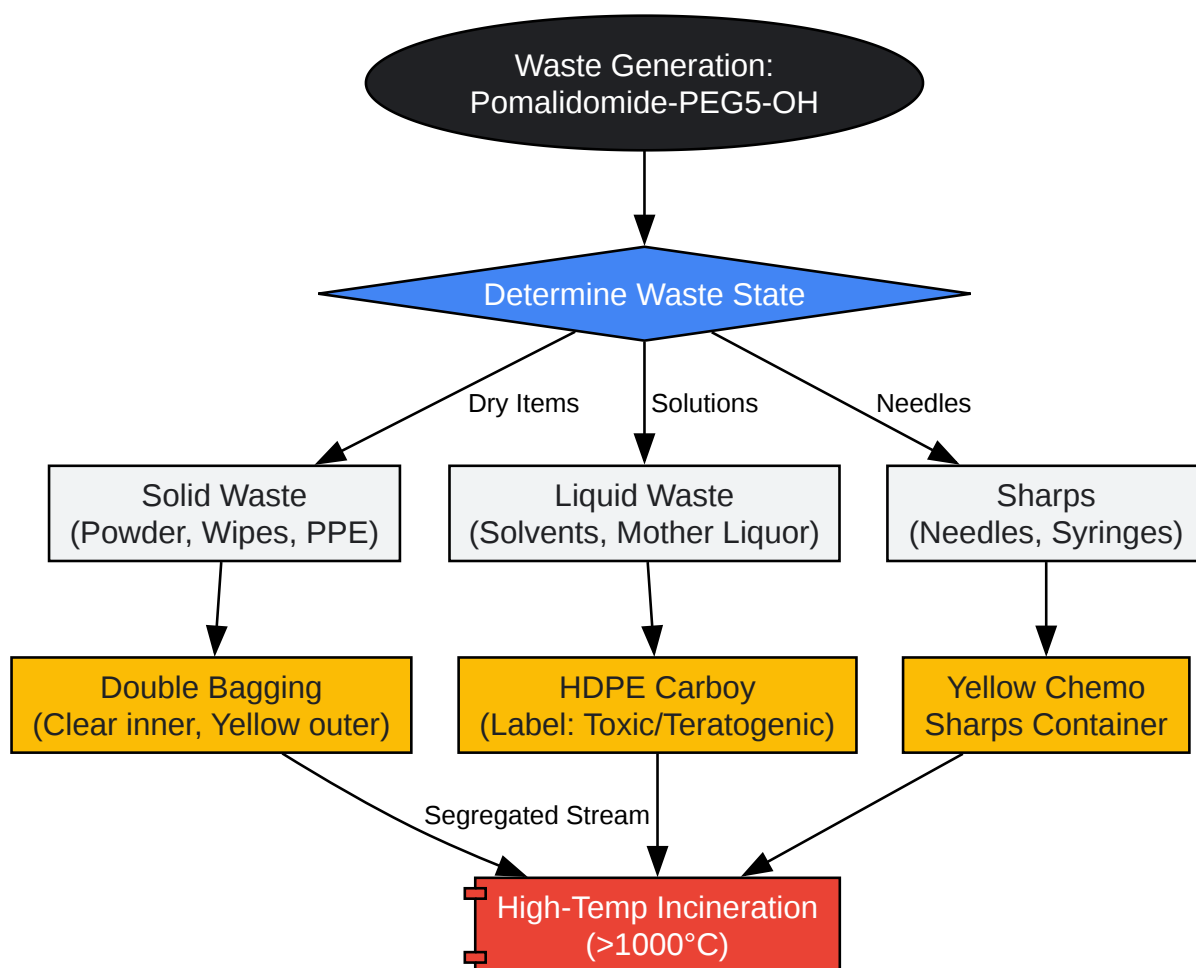 Waste Generation:
Pomalidomide-PEG5-OH
Determine Waste State
Dry Items
Solutions
Needles
Solid Waste
(Powder, Wipes, PPE)
Liquid Waste
(Solvents, Mother Liquor)
Sharps
(Needles, Syringes)
Double Bagging
(Clear inner, Yellow outer)
HDPE Carboy
(Label: Toxic/Teratogenic)
Yellow Chemo
Sharps Container
Segregated Stream
High-Temp Incineration
(>1000°C)